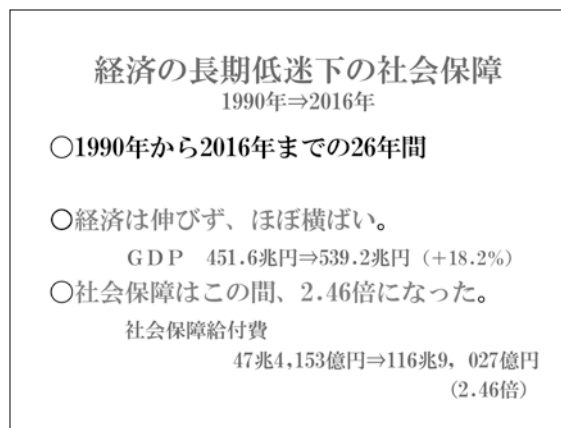 経済の長期低迷下の社会保障
1990年⇒2016年
○1990年から2016年までの26年間
○経済は伸びず、ほぼ横ばい。
ＧＤＰ　451.6兆円⇒539.2兆円（+18.2%）
○社会保障はこの間、2.46倍になった。
社会保障給付費
47兆4,153億円⇒116兆9，027億円
（2.46倍）